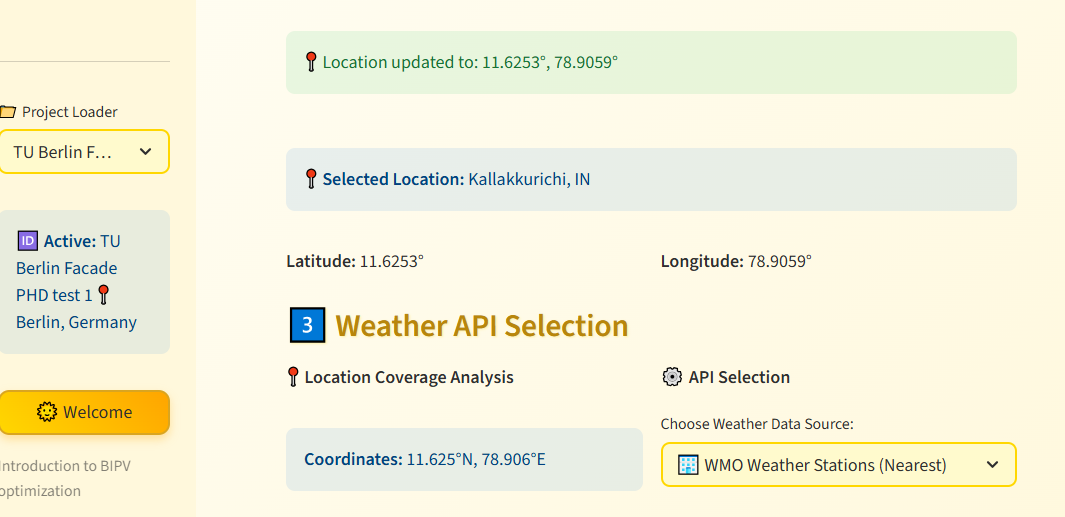 Project Loader
TU Berlin F...
ID Active: TU
Berlin Facade
PHD test 1
Berlin, Germany
Welcome
Introduction to BIPV
optimization
Location updated to: 11.6253°, 78.9059°
Selected Location: Kallakkurichi, IN
Latitude: 11.6253°
Longitude: 78.9059°
3 Weather API Selection
Location Coverage Analysis
Coordinates: 11.625°N, 78.906°E
API Selection
Choose Weather Data Source:
WMO Weather Stations (Nearest)